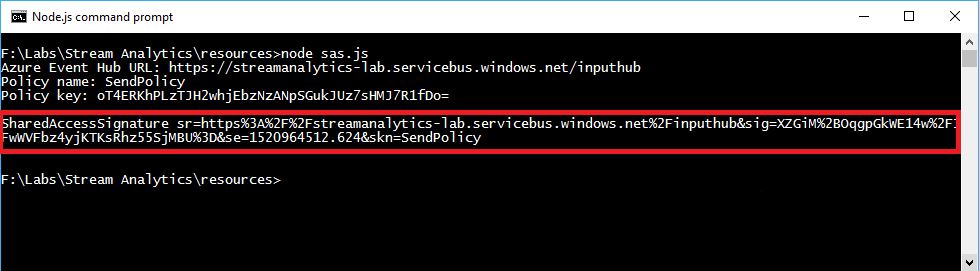 Node.js command prompt
F:\Labs\Stream Analytics\resources>node sas.js
Azure Event Hub URL: https://streamanalytics-lab.servicebus.windows.net/inputhub
Policy name: SendPolicy
Policy key: oT4ERKhPLzTJH2whjEbzNzANpSGukJUz7sHMJ7R1fDo=
SharedAccessSignature sr=https%3A%2F%2Fstreamanalytics-lab.servicebus.windows.net%2Finputhub&sig=XZGiM%2BOqgpGkWE14w%2F
FwWVFbz4yjKTKsRhz55SjMBU%3D&se=1520964512.624&skn=SendPolicy
F:\Labs\Stream Analytics\resources>